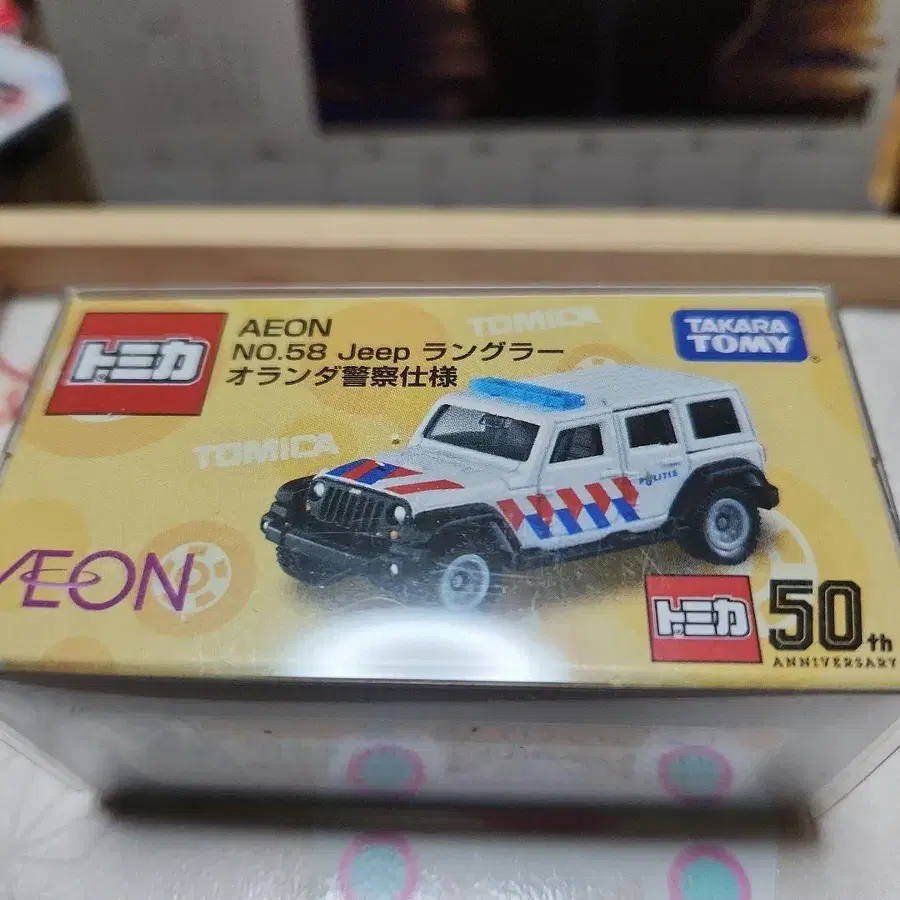 トミカ
AEON
NO.58 Jeep ラングラー
オランダ警察仕様
TOMICA
TAKARA
TOMY
TOMICA
POLITIE
AEON
トミカ
50th
ANNIVERSARY